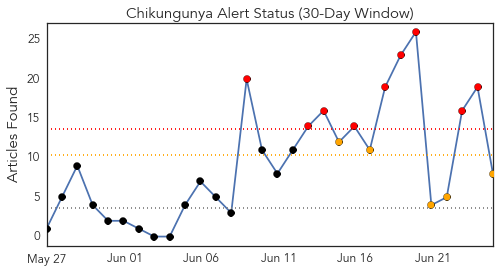 Chikungunya Alert Status (30-Day Window)
Articles Found
25
20
15
10
5
0
May 27
Jun 01
Jun 06
Jun 11
Jun 16
Jun 21